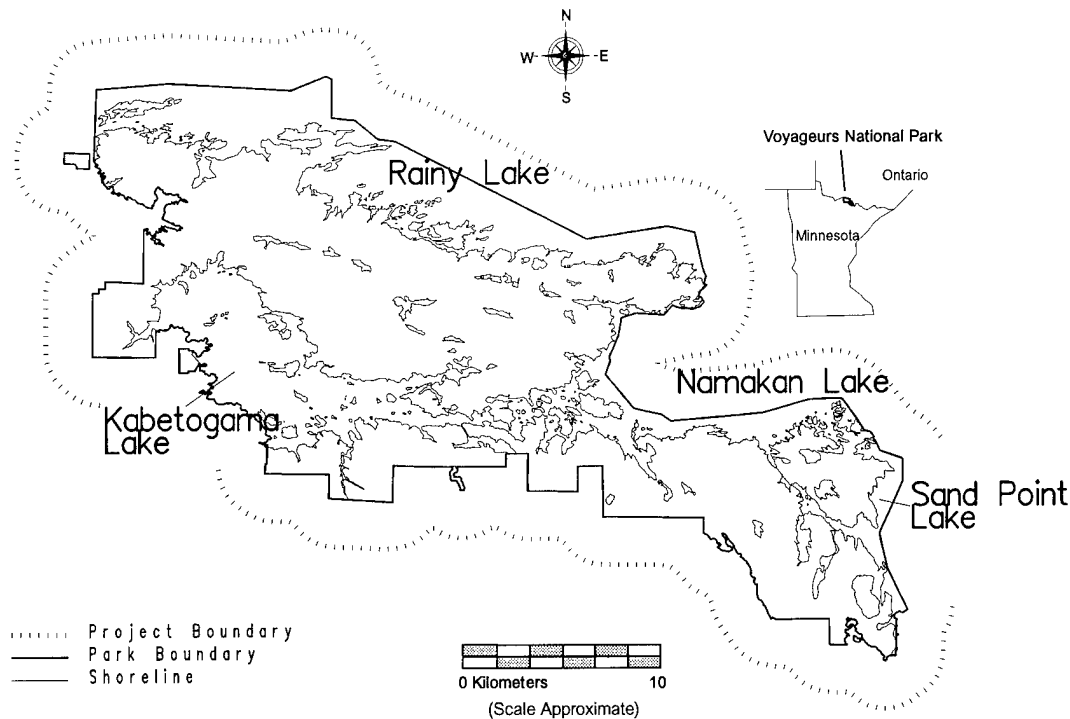 N
W
E
S
Voyageurs National Park
Ontario
Minnesota
Rainy Lake
Namakan Lake
Kabetogama
Lake
Sand Point
Lake
Project Boundary
Park Boundary
Shoreline
0 Kilometers 10
(Scale Approximate)